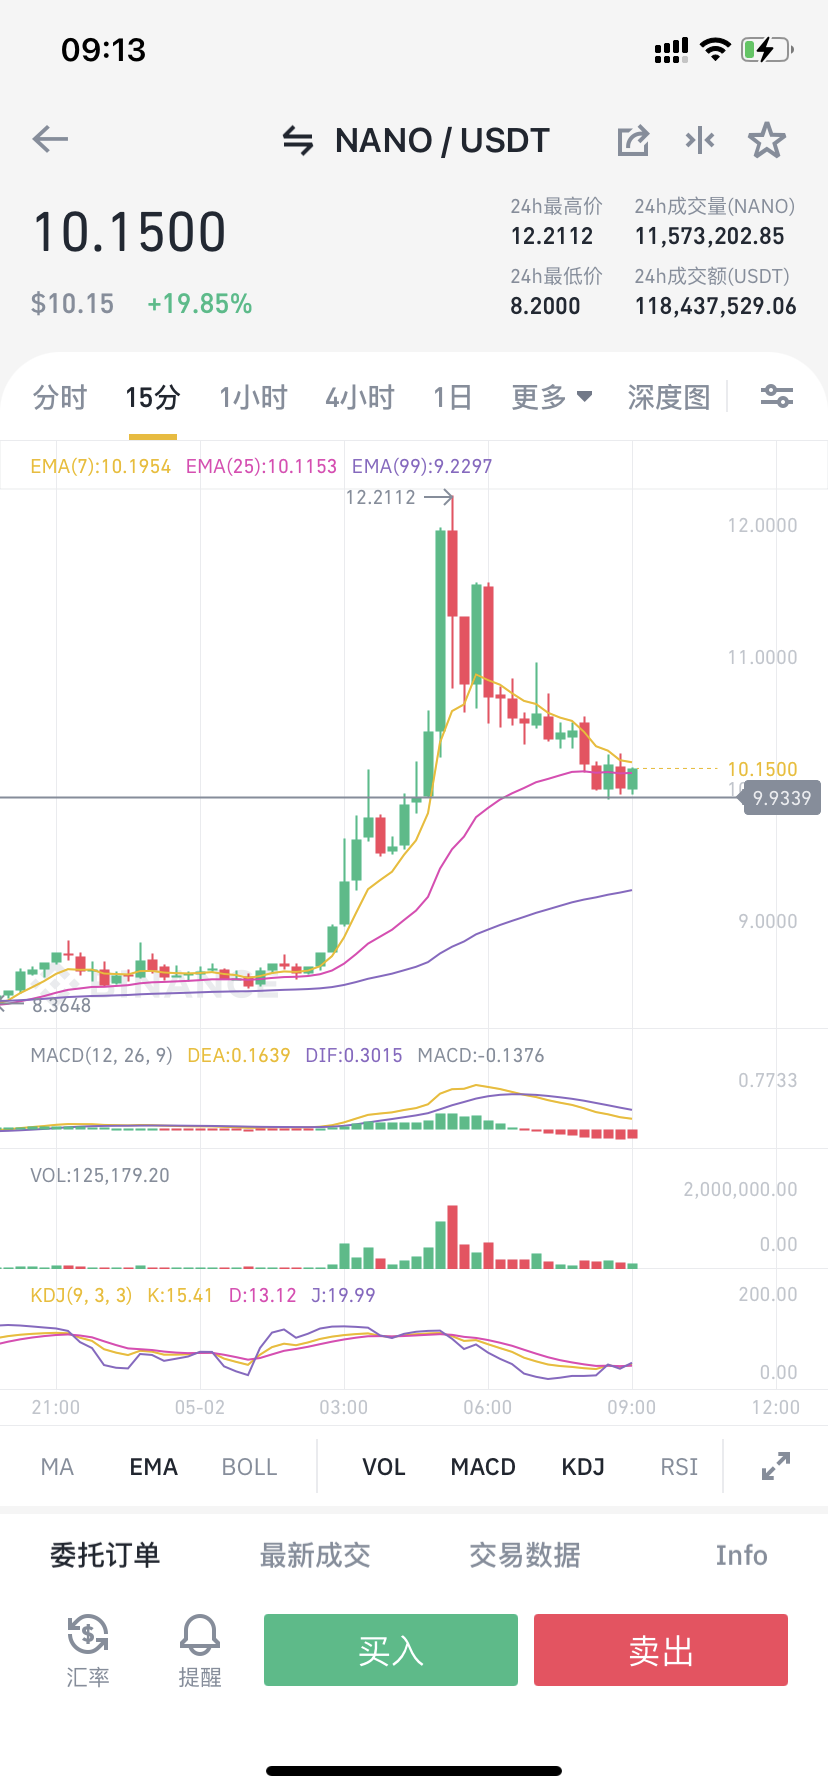 09:13
NANO / USDT
10.1500
$10.15 +19.85%
24h最高价 24h成交量(NANO)
12.2112 11,573,202.85
24h最低价 24h成交额(USDT)
8.2000 118,437,529.06
分时 15分 1小时 4小时 1日 更多 深度图
EMA(7):10.1954 EMA(25):10.1153 EMA(99):9.2297
12.2112
12.0000
11.0000
10.1500
9.9339
9.0000
BINANCE
8.3648
MACD(12, 26, 9) DEA:0.1639 DIF:0.3015 MACD:-0.1376
0.7733
VOL:125,179.20
2,000,000.00
0.00
KDJ(9, 3, 3) K:15.41 D:13.12 J:19.99
200.00
0.00
21:00 05-02 03:00 06:00 09:00 12:00
MA EMA BOLL VOL MACD KDJ RSI
委托订单 最新成交 交易数据 Info
汇率 提醒 买入 卖出